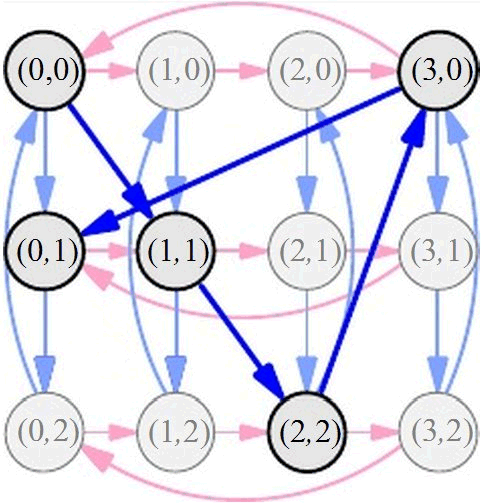 (0,0) (1,0) (2,0) (3,0)
(0,1) (1,1) (2,1) (3,1)
(0,2) (1,2) (2,2) (3,2)